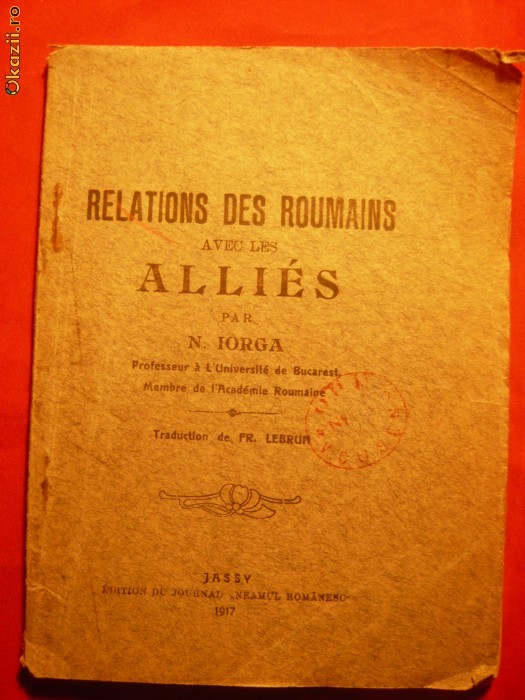 Okazii.ro
RELATIONS DES ROUMAINS
AVEC LES
ALLIÉS
PAR
N. IORGA
Professeur à L'Université de Bucarest,
Membre de l'Académie Roumaine
Traduction de FR. LEBRUN
JASSY
ÉDITION DU JOURNAL „NEAMUL ROMÂNESC"
1917